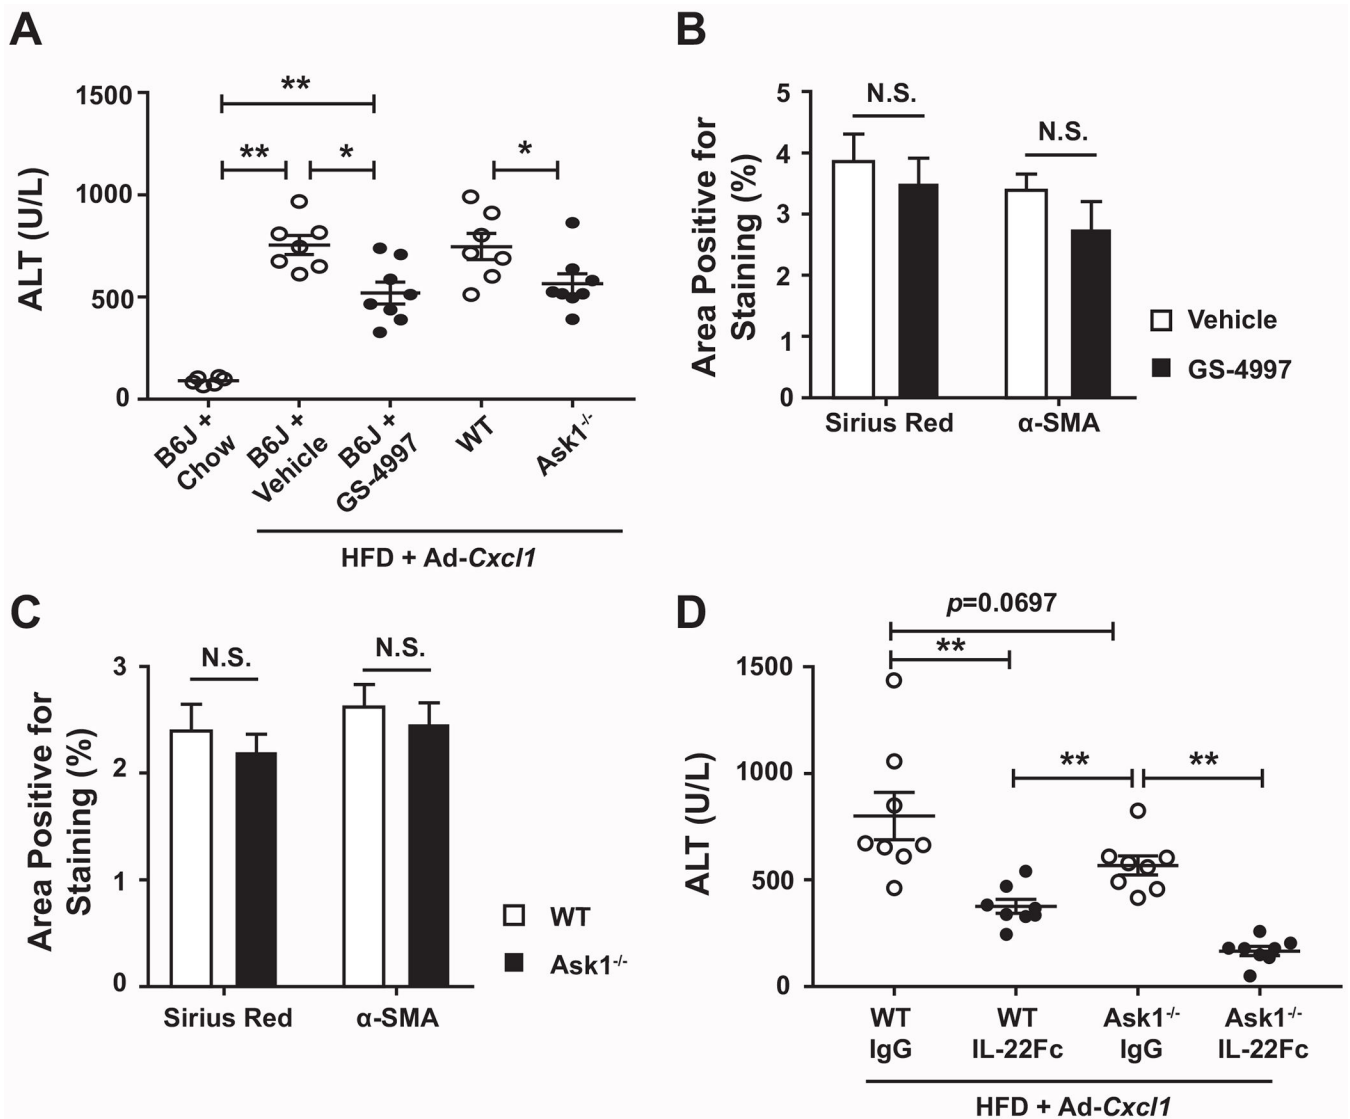 A
ALT (U/L)
1500
1000
500
0
**
**
*
*
B6J +
Chow
B6J +
Vehicle
B6J +
GS-4997
WT
Ask1-/-
HFD + Ad-Cxcl1
B
Area Positive for
Staining (%)
5
4
3
2
1
0
N.S.
N.S.
Sirius Red
α-SMA
Vehicle
GS-4997
C
Area Positive for
Staining (%)
3
2
1
0
N.S.
N.S.
Sirius Red
α-SMA
WT
Ask1-/-
D
ALT (U/L)
p=0.0697
**
1500
1000
500
0
**
**
WT
IgG
WT
IL-22Fc
Ask1-/-
IgG
Ask1-/-
IL-22Fc
HFD + Ad-Cxcl1